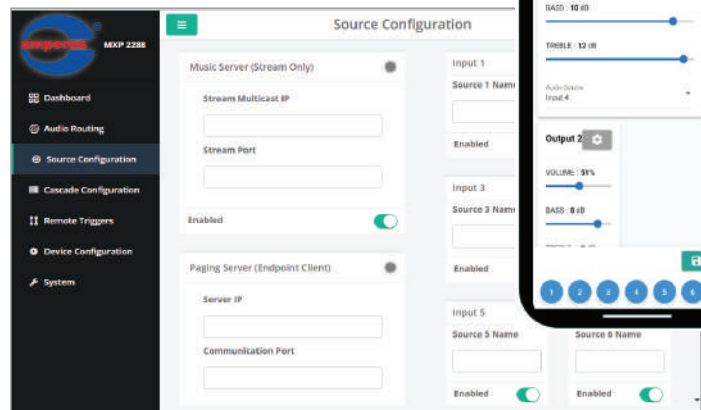 amperes
MXP 2288
Dashboard
Audio Routing
Source Configuration
Cascade Configuration
Remote Triggers
Device Configuration
System
Source Configuration
Music Server (Stream Only)
Stream Multicast IP
Stream Port
Enabled
Paging Server (Endpoint Client)
Server IP
Communication Port
Input 1
Source 1 Name
Enabled
Input 3
Source 3 Name
Enabled
Input 5
Source 5 Name
Source 6 Name
Enabled
Enabled
BASS : 10 dB
TREBLE : 12 dB
Audio Source
Input 4
Output 2
VOLUME : 51%
BASS : 8 dB
1 2 3 4 5 6